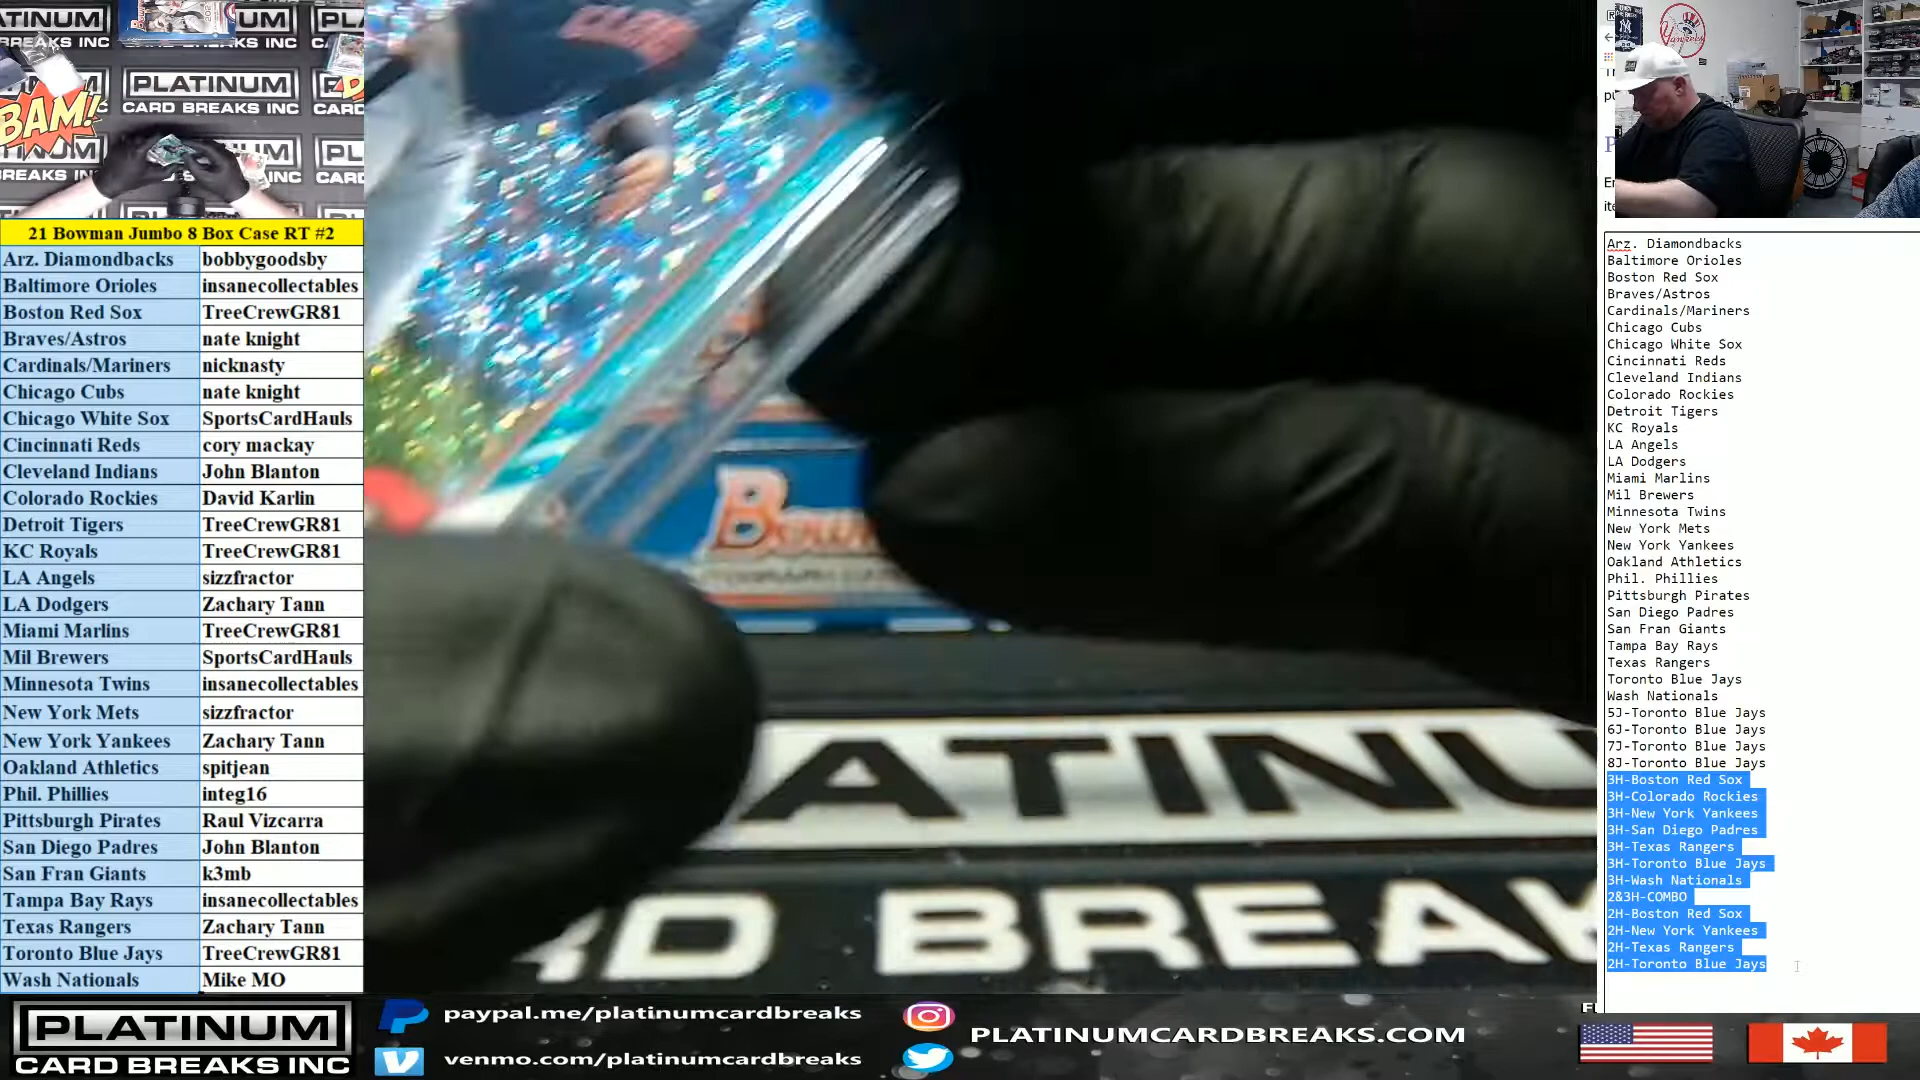 PLATINUM
CARD BREAKS INC
BAM!
21 Bowman Jumbo 8 Box Case RT #2
Arz. Diamondbacks bobbygoodsby
Baltimore Orioles insanecollectables
Boston Red Sox TreeCrewGR81
Braves/Astros nate knight
Cardinals/Mariners nicknasty
Chicago Cubs nate knight
Chicago White Sox SportsCardHauls
Cincinnati Reds cory mackay
Cleveland Indians John Blanton
Colorado Rockies David Karlin
Detroit Tigers TreeCrewGR81
KC Royals TreeCrewGR81
LA Angels sizzfractor
LA Dodgers Zachary Tann
Miami Marlins TreeCrewGR81
Mil Brewers SportsCardHauls
Minnesota Twins insanecollectables
New York Mets sizzfractor
New York Yankees Zachary Tann
Oakland Athletics spitjean
Phil. Phillies integ16
Pittsburgh Pirates Raul Vizcarra
San Diego Padres John Blanton
San Fran Giants k3mb
Tampa Bay Rays insanecollectables
Texas Rangers Zachary Tann
Toronto Blue Jays TreeCrewGR81
Wash Nationals Mike MO
Bow
ATINU
RD BREAK
Yankees
Arz. Diamondbacks
Baltimore Orioles
Boston Red Sox
Braves/Astros
Cardinals/Mariners
Chicago Cubs
Chicago White Sox
Cincinnati Reds
Cleveland Indians
Colorado Rockies
Detroit Tigers
KC Royals
LA Angels
LA Dodgers
Miami Marlins
Mil Brewers
Minnesota Twins
New York Mets
New York Yankees
Oakland Athletics
Phil. Phillies
Pittsburgh Pirates
San Diego Padres
San Fran Giants
Tampa Bay Rays
Texas Rangers
Toronto Blue Jays
Wash Nationals
5J-Toronto Blue Jays
6J-Toronto Blue Jays
7J-Toronto Blue Jays
8J-Toronto Blue Jays
3H-Boston Red Sox
3H-Colorado Rockies
3H-New York Yankees
3H-San Diego Padres
3H-Texas Rangers
3H-Toronto Blue Jays
3H-Wash Nationals
2&3H-COMBO
2H-Boston Red Sox
2H-New York Yankees
2H-Texas Rangers
2H-Toronto Blue Jays
PLATINUM
CARD BREAKS INC
paypal.me/platinumcardbreaks
venmo.com/platinumcardbreaks
PLATINUMCARDBREAKS.COM